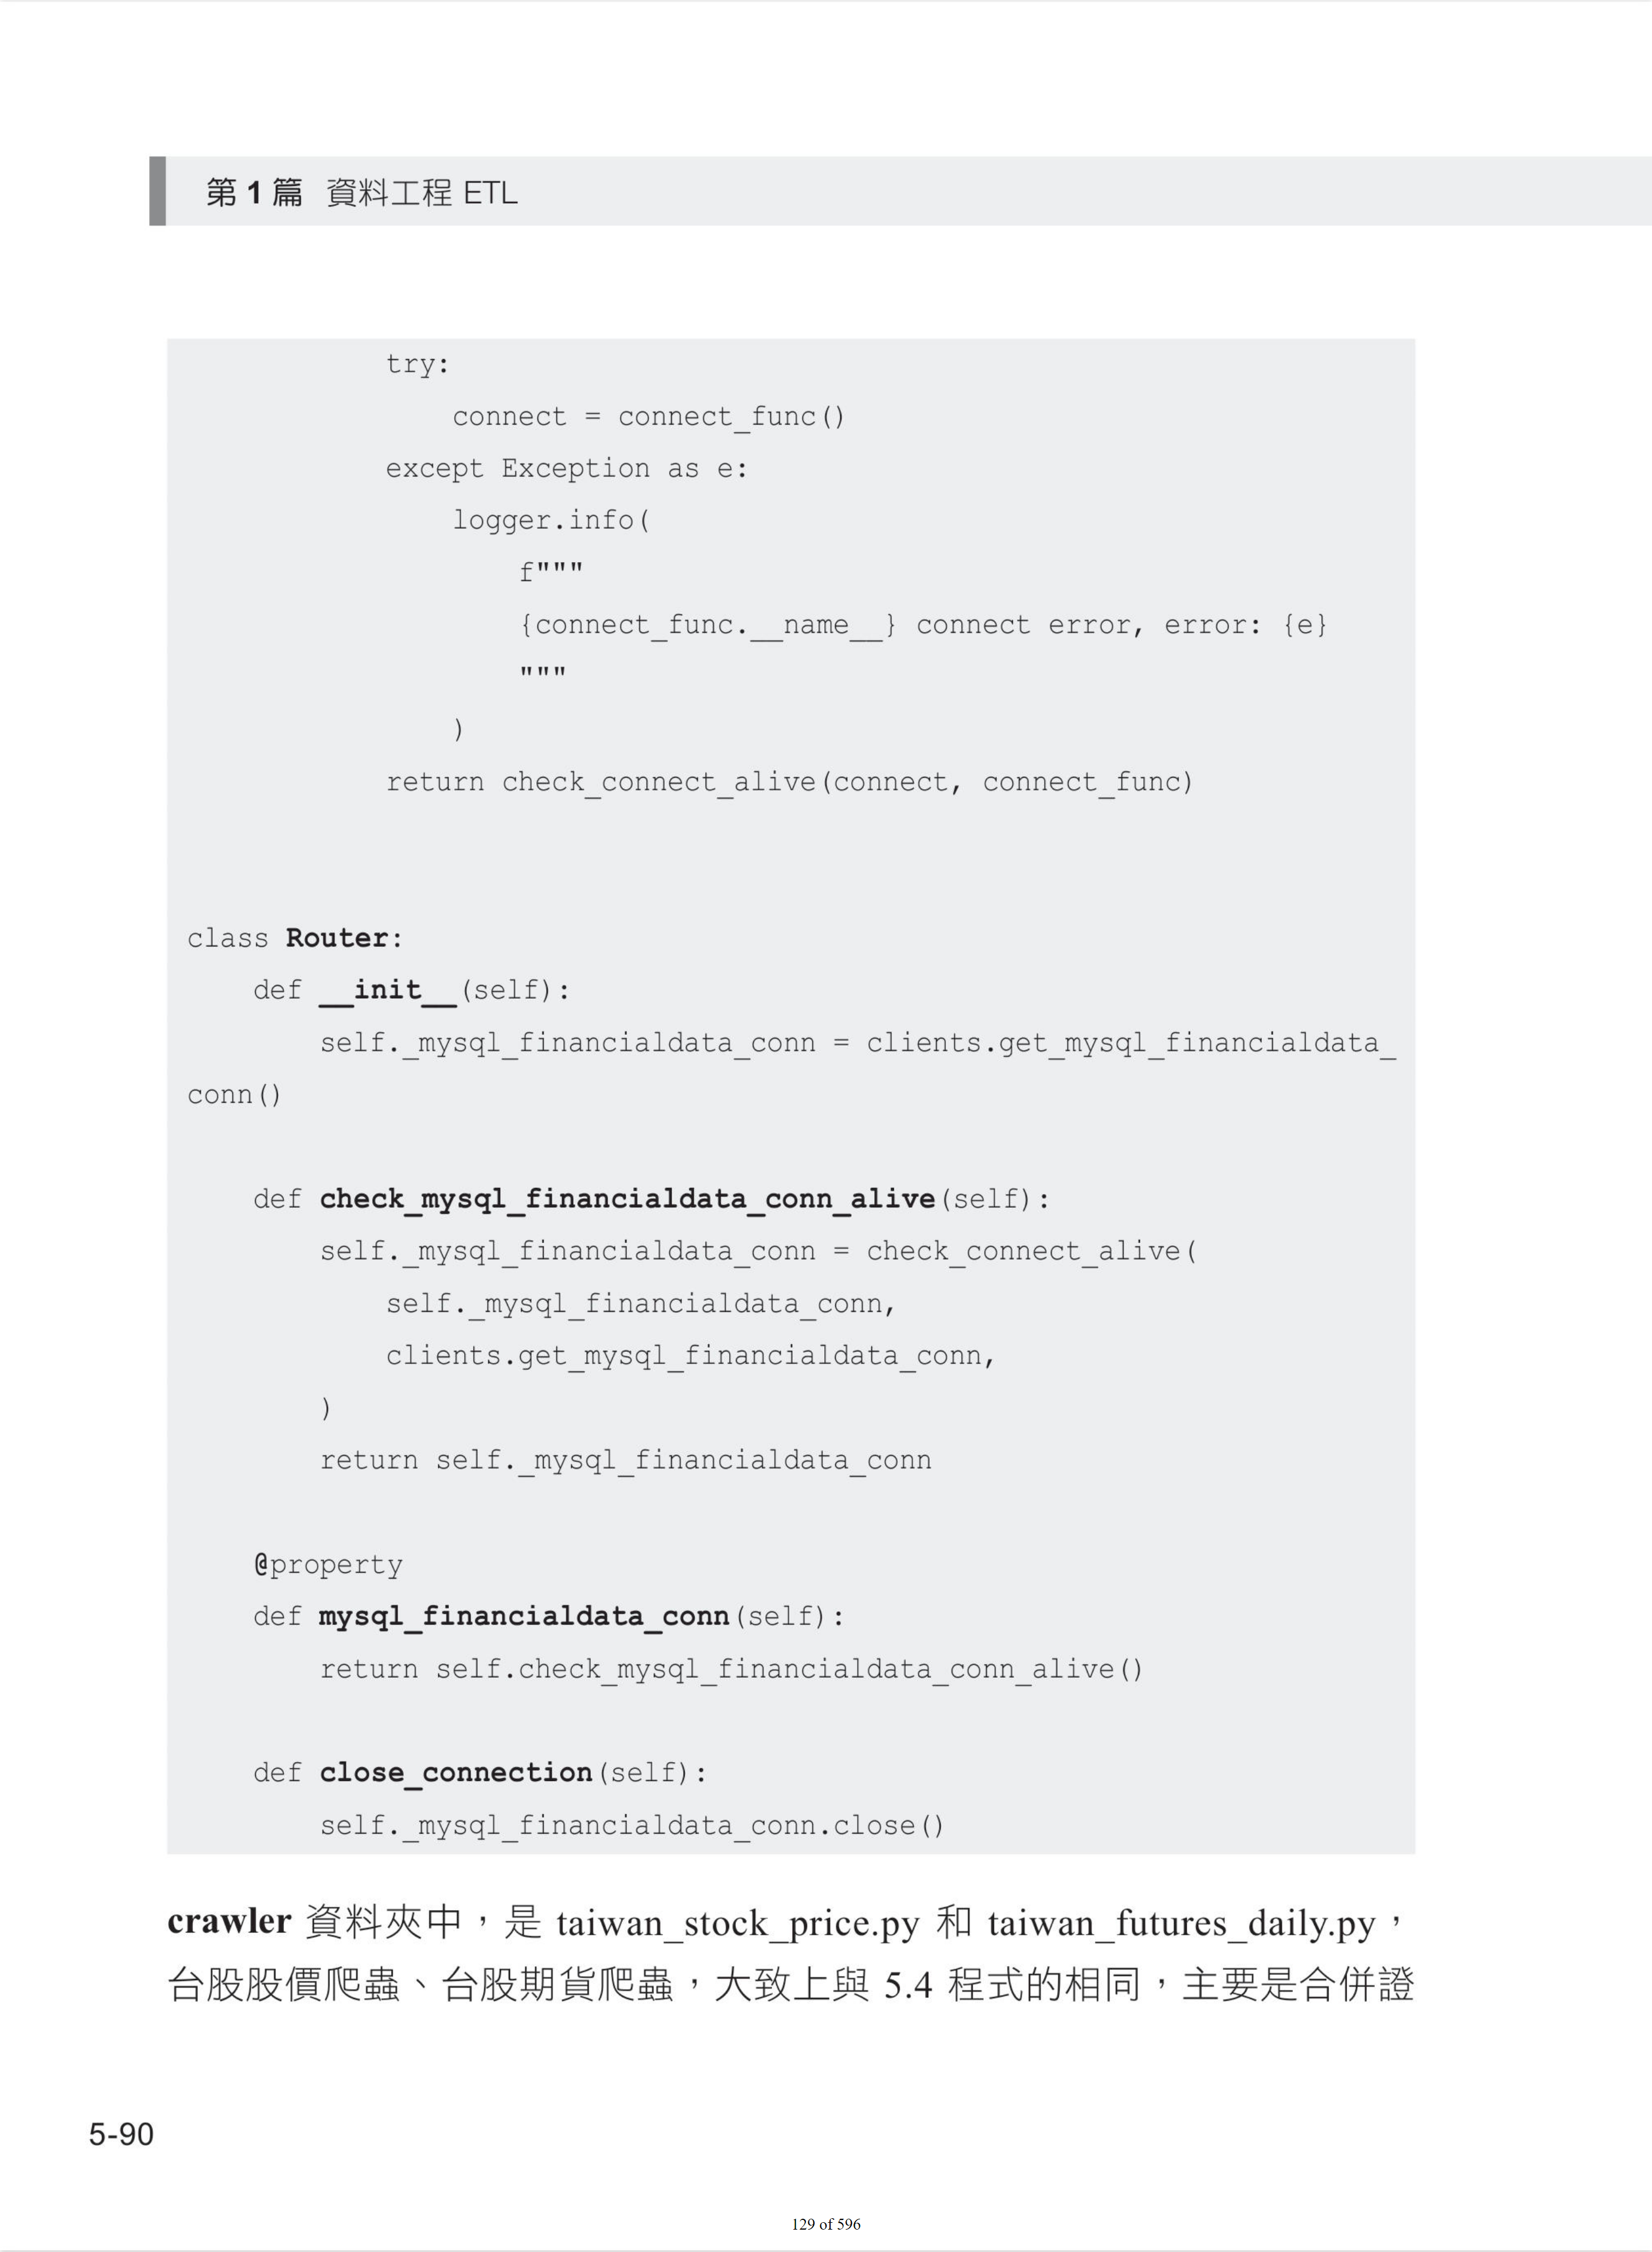 第 1 篇 資料工程 ETL
try:
connect = connect_func()
except Exception as e:
logger.info(
f"""
{connect_func.__name__} connect error, error: {e}
"""
)
return check_connect_alive(connect, connect_func)
class Router:
def __init__(self):
self._mysql_financialdata_conn = clients.get_mysql_financialdata_
conn()
def check_mysql_financialdata_conn_alive(self):
self._mysql_financialdata_conn = check_connect_alive(
self._mysql_financialdata_conn,
clients.get_mysql_financialdata_conn,
)
return self._mysql_financialdata_conn
@property
def mysql_financialdata_conn(self):
return self.check_mysql_financialdata_conn_alive()
def close_connection(self):
self._mysql_financialdata_conn.close()
crawler 資料夾中,是 taiwan_stock_price.py 和 taiwan_futures_daily.py,
台股股價爬蟲、台股期貨爬蟲,大致上與 5.4 程式的相同,主要是合併證
5-90
129 of 596